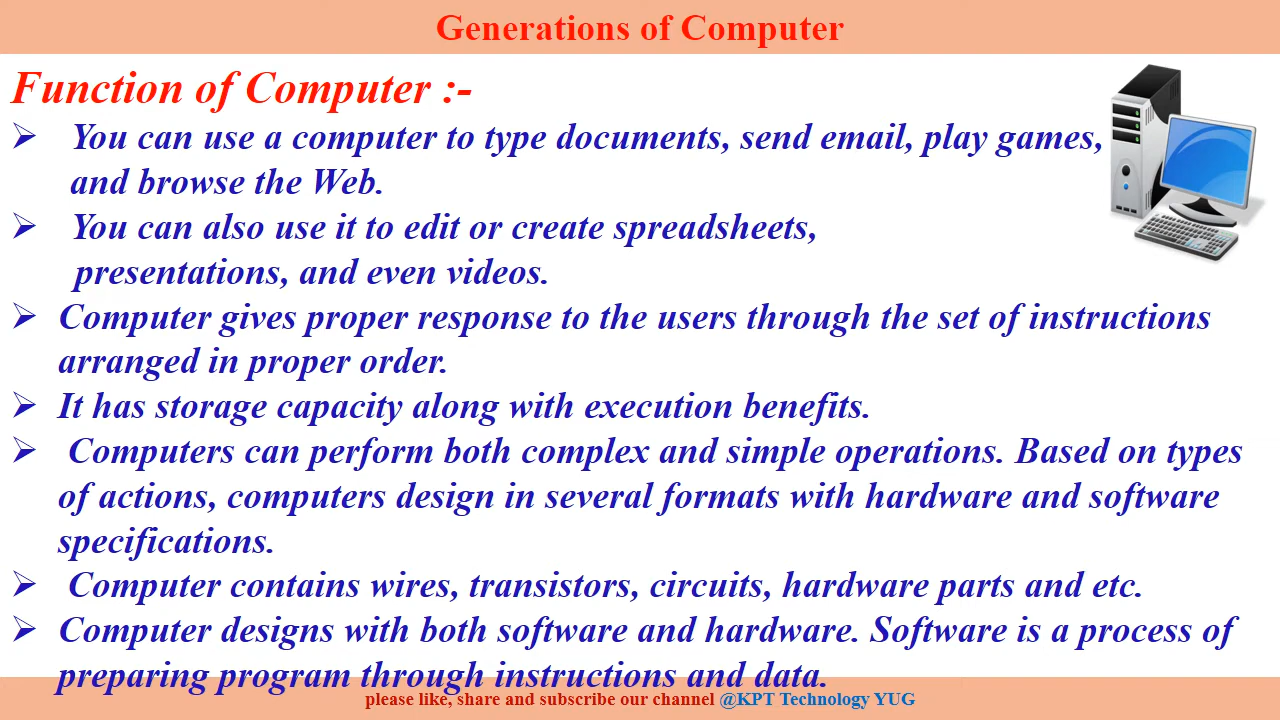 Generations of Computer
Function of Computer :-
➢ You can use a computer to type documents, send email, play games,
and browse the Web.
➢ You can also use it to edit or create spreadsheets,
presentations, and even videos.
➢ Computer gives proper response to the users through the set of instructions
arranged in proper order.
➢ It has storage capacity along with execution benefits.
➢ Computers can perform both complex and simple operations. Based on types
of actions, computers design in several formats with hardware and software
specifications.
➢ Computer contains wires, transistors, circuits, hardware parts and etc.
➢ Computer designs with both software and hardware. Software is a process of
preparing program through instructions and data.
please like, share and subscribe our channel @KPT Technology YUG